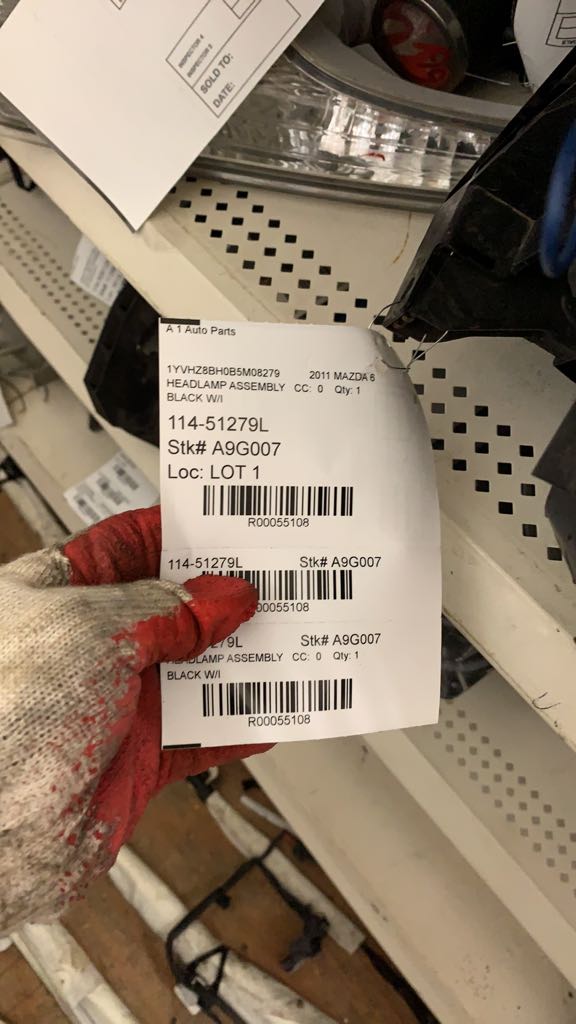 INSPECTOR 4
INSPECTOR 3
SOLD TO:
DATE:
A 1 Auto Parts
1YVHZ8BH0B5M08279 2011 MAZDA 6
HEADLAMP ASSEMBLY CC: 0 Qty: 1
BLACK W/I
114-51279L
Stk# A9G007
Loc: LOT 1
R00055108
114-51279L Stk# A9G007
00055108
79L Stk# A9G007
HEADLAMP ASSEMBLY CC: 0 Qty: 1
BLACK W/I
R00055108